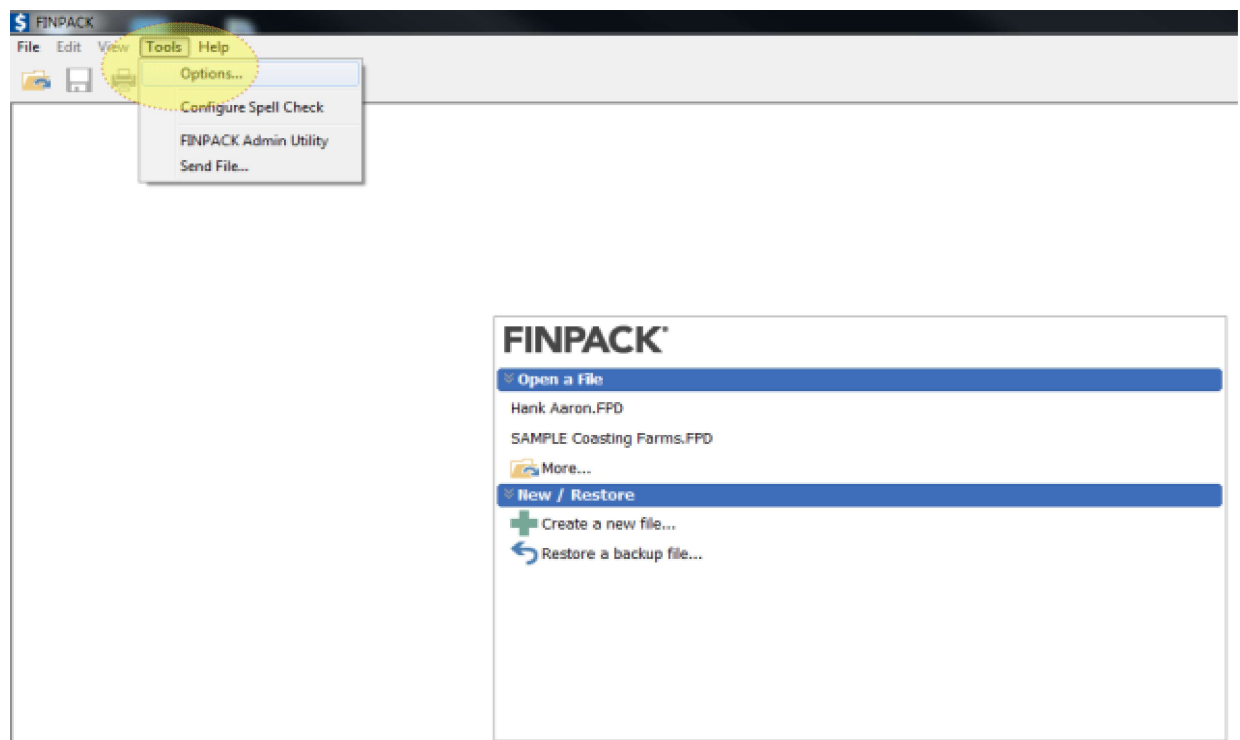 FINPACK
File Edit View Tools Help
Options...
Configure Spell Check
FINPACK Admin Utility
Send File...
FINPACK
Open a File
Hank Aaron.FPD
SAMPLE Coasting Farms.FPD
More...
New / Restore
Create a new file...
Restore a backup file...